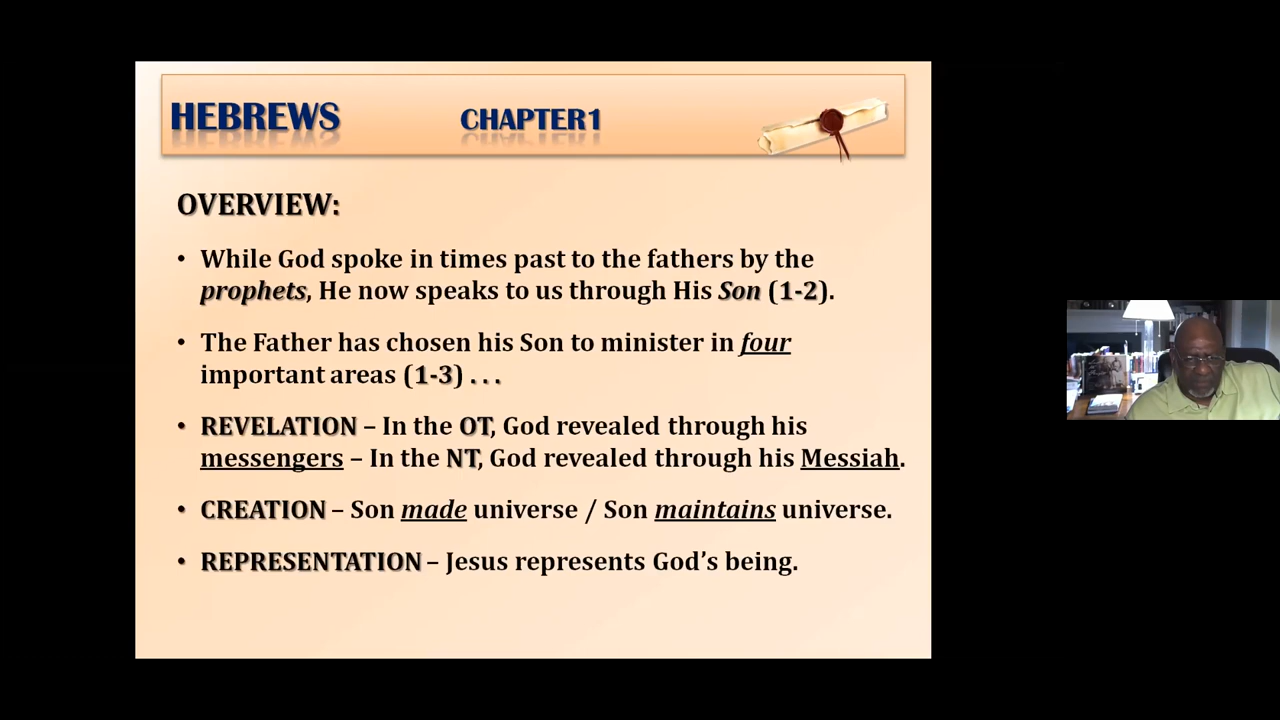 HEBREWS CHAPTER1
OVERVIEW:
• While God spoke in times past to the fathers by the
prophets, He now speaks to us through His Son (1-2).
• The Father has chosen his Son to minister in four
important areas (1-3) . . .
• REVELATION – In the OT, God revealed through his
messengers – In the NT, God revealed through his Messiah.
• CREATION – Son made universe / Son maintains universe.
• REPRESENTATION – Jesus represents God’s being.